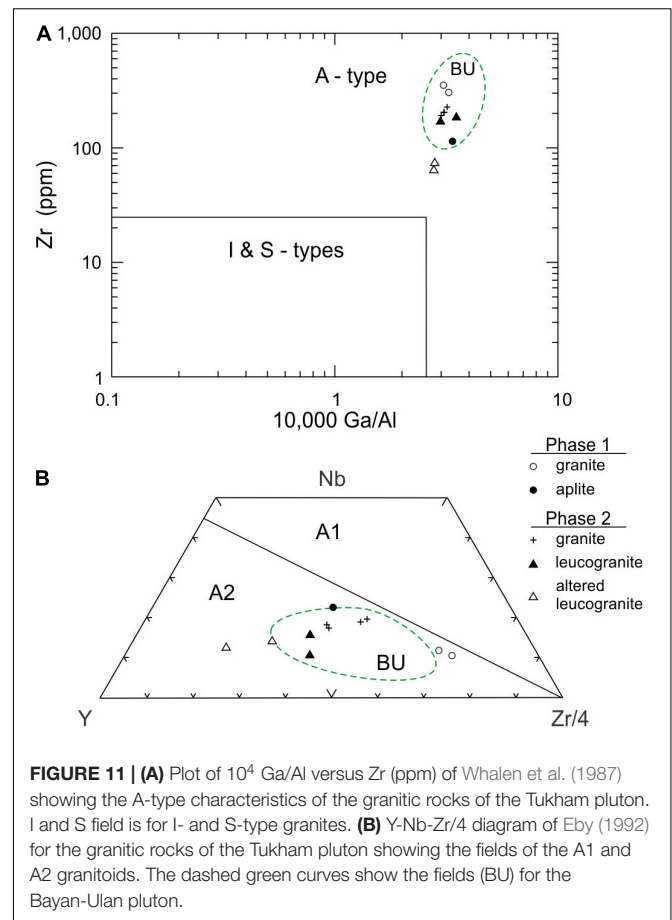 A
1,000
100
10
1
Zr (ppm)
A - type
BU
I & S - types
0.1
1
10
10,000 Ga/Al
Phase 1
granite
aplite
Phase 2
granite
leucogranite
altered
leucogranite
B
Nb
A1
A2
BU
Y
Zr/4
FIGURE 11 | (A) Plot of 10⁴ Ga/Al versus Zr (ppm) of Whalen et al. (1987)
showing the A-type characteristics of the granitic rocks of the Tukham pluton.
I and S field is for I- and S-type granites. (B) Y-Nb-Zr/4 diagram of Eby (1992)
for the granitic rocks of the Tukham pluton showing the fields of the A1 and
A2 granitoids. The dashed green curves show the fields (BU) for the
Bayan-Ulan pluton.